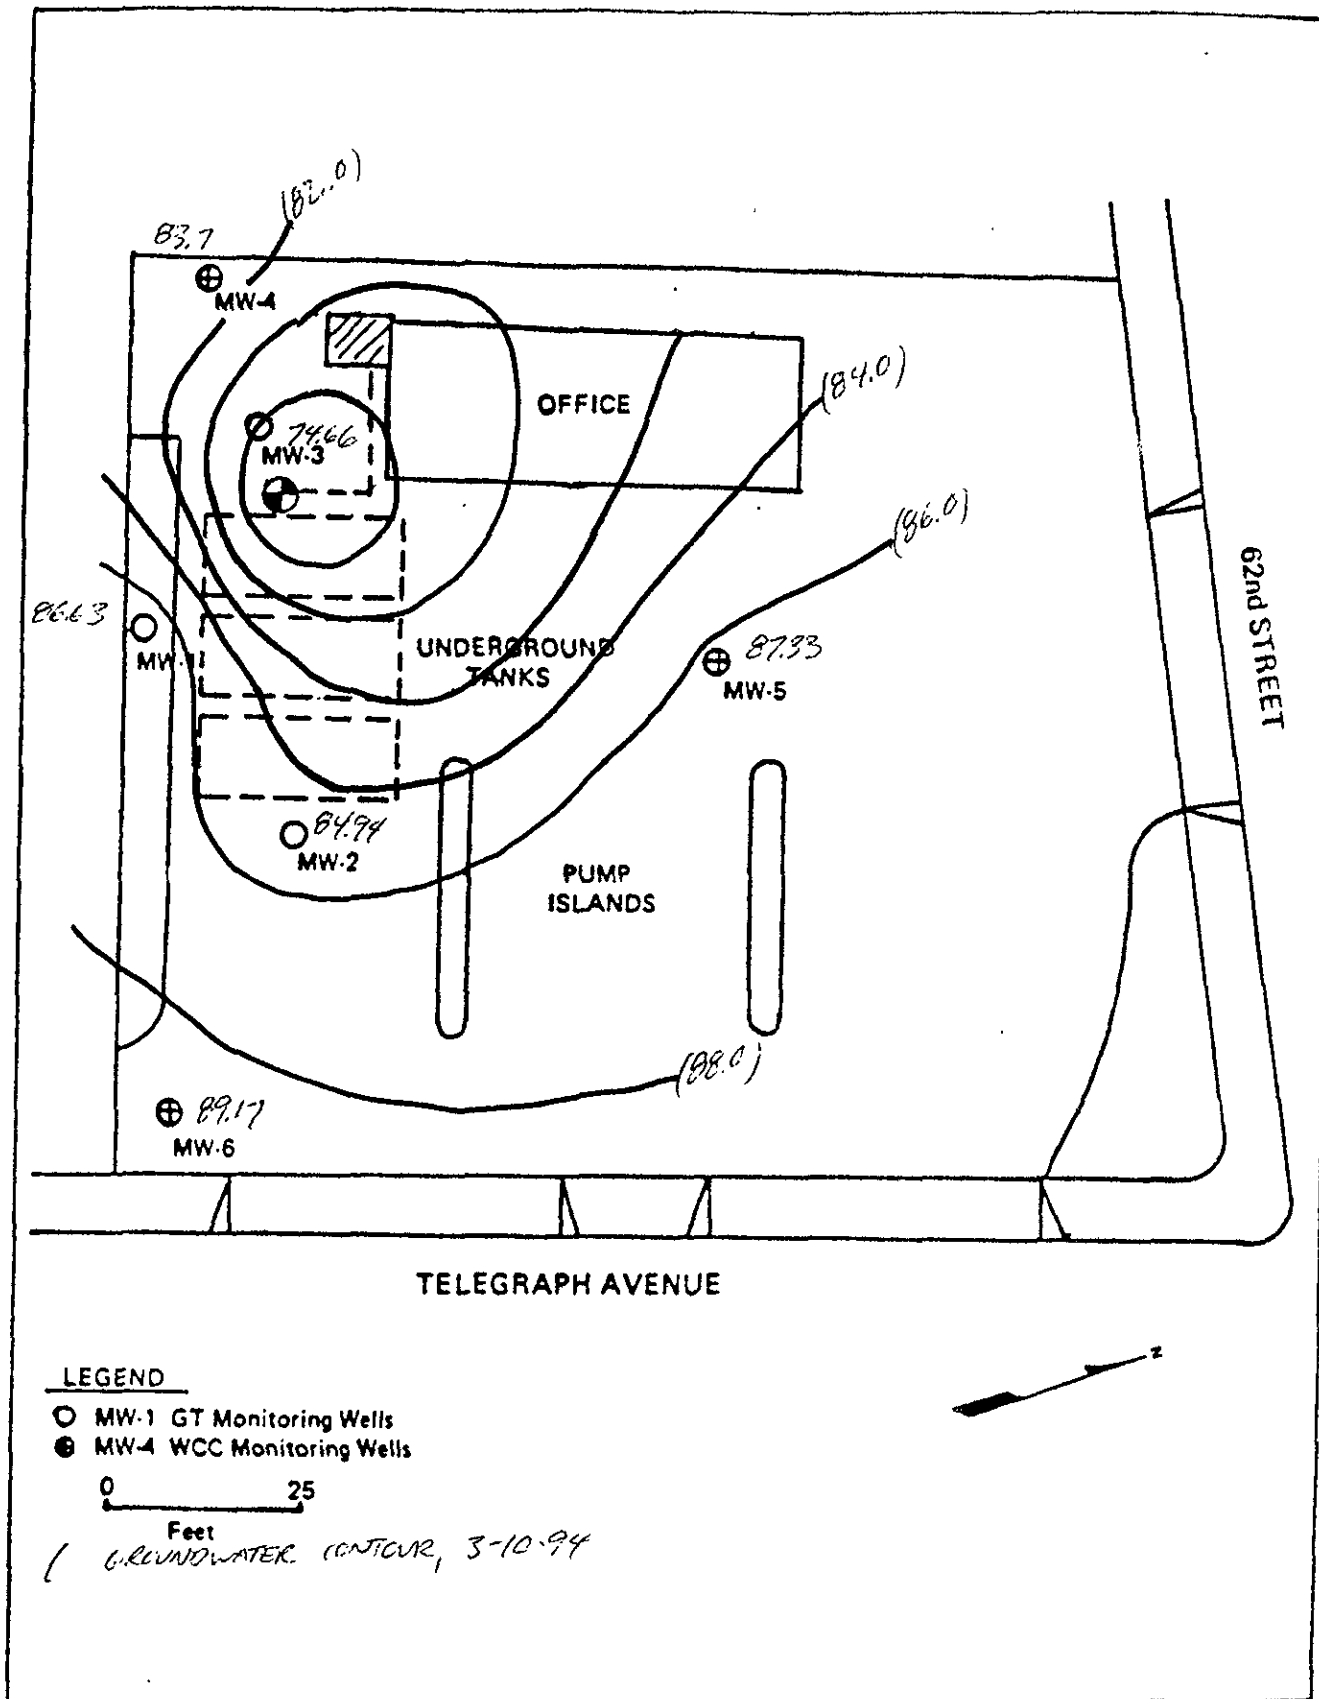 (82.0)
83.7
MW-4
OFFICE
(84.0)
74.66
MW-3
(86.0)
86.63
MW-1
UNDERGROUND
TANKS
87.33
MW-5
62nd STREET
84.94
MW-2
PUMP
ISLANDS
(88.0)
89.17
MW-6
TELEGRAPH AVENUE
LEGEND
MW-1 GT Monitoring Wells
MW-4 WCC Monitoring Wells
0 25
Feet
GROUNDWATER CONTOUR, 3-10-94
z